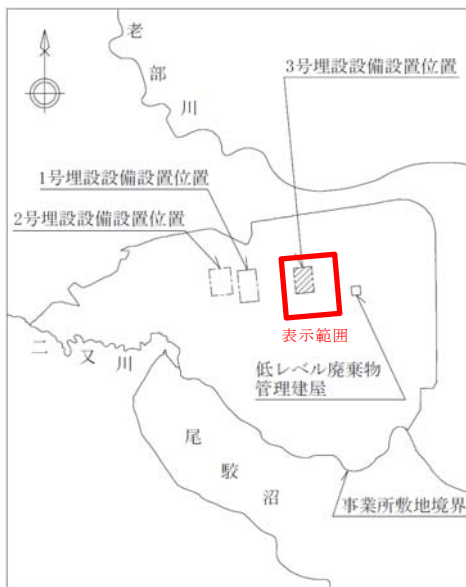 老部川
3号埋設設備設置位置
1号埋設設備設置位置
2号埋設設備設置位置
表示範囲
二又川
低レベル廃棄物
管理建屋
尾駮沼
事業所敷地境界